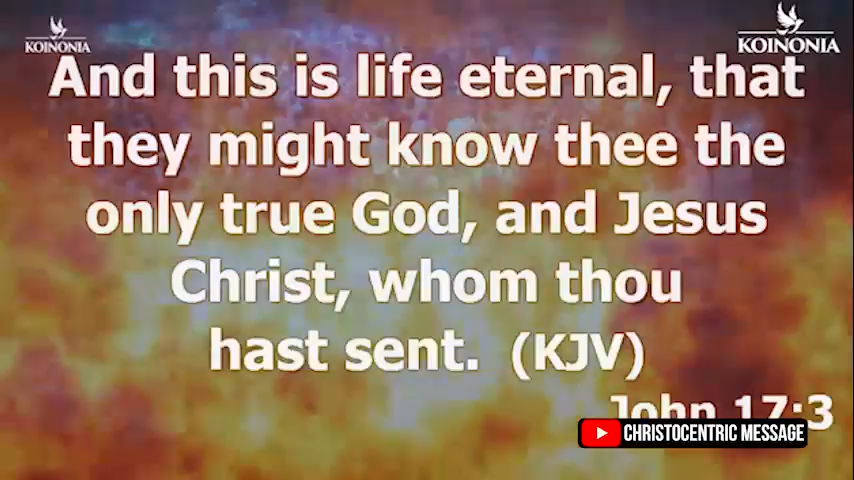 KOINONIA
KOINONIA
And this is life eternal, that
they might know thee the
only true God, and Jesus
Christ, whom thou
hast sent. (KJV)
John 17:3
CHRISTOCENTRIC MESSAGE